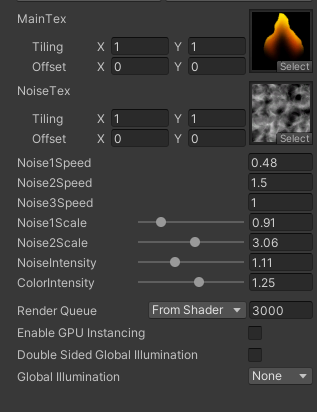 MainTex
Tiling X 1 Y 1
Offset X 0 Y 0
Select
NoiseTex
Tiling X 1 Y 1
Offset X 0 Y 0
Select
Noise1Speed 0.48
Noise2Speed 1.5
Noise3Speed 1
Noise1Scale 0.91
Noise2Scale 3.06
NoiseIntensity 1.11
ColorIntensity 1.25
Render Queue From Shader 3000
Enable GPU Instancing
Double Sided Global Illumination
Global Illumination None